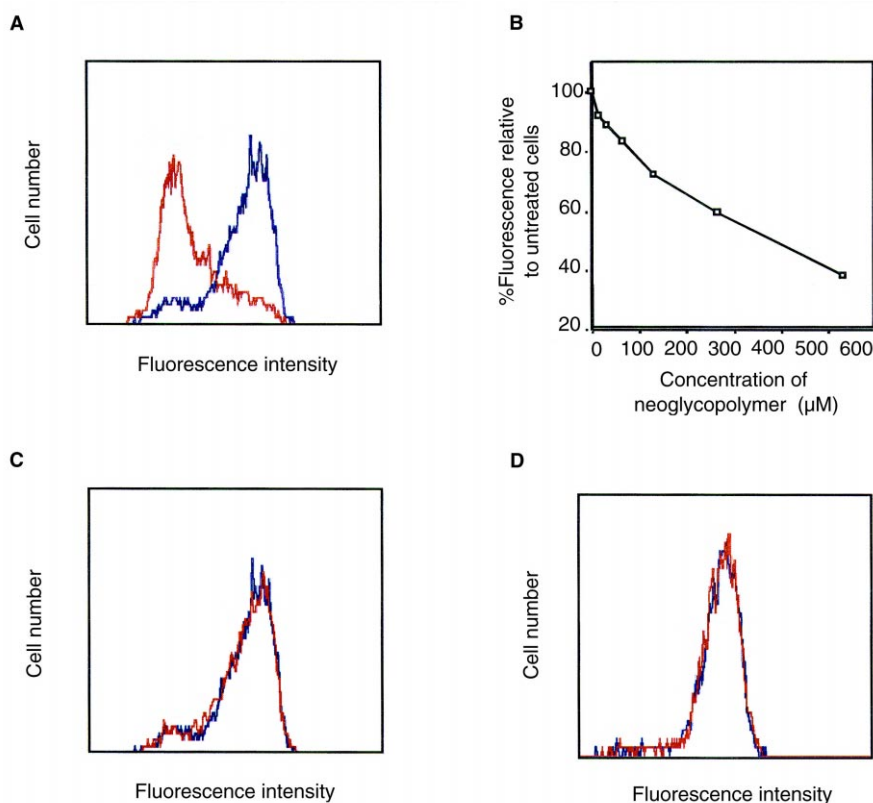 A
Cell number
Fluorescence intensity
B
%Fluorescence relative
to untreated cells
100
80
60
40
20
0 100 200 300 400 500 600
Concentration of
neoglycopolymer (µM)
C
Cell number
Fluorescence intensity
D
Cell number
Fluorescence intensity